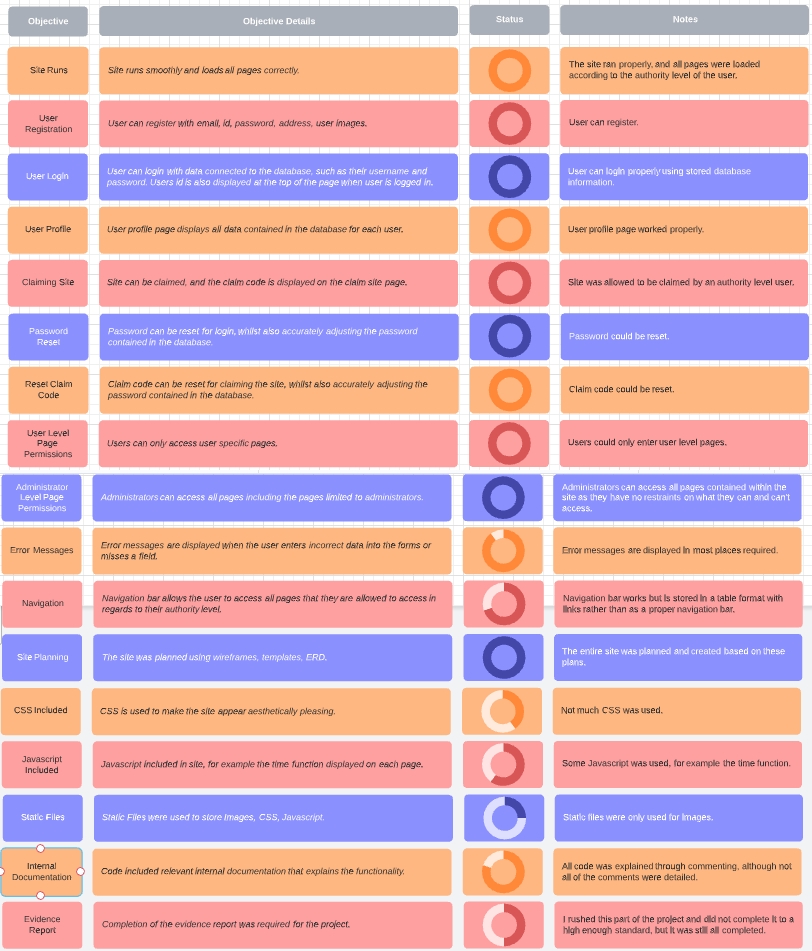 Objective
Objective Details
Status
Notes
Site Runs
Site runs smoothly and loads all pages correctly.
The site ran properly, and all pages were loaded
according to the authority level of the user.
User
Registration
User can register with email, id, password, address, user images.
User can register.
User Login
User can login with data connected to the database, such as their username and
password. Users id is also displayed at the top of the page when user is logged in.
User can login properly using stored database
information.
User Profile
User profile page displays all data contained in the database for each user.
User profile page worked properly.
Claiming Site
Site can be claimed, and the claim code is displayed on the claim site page.
Site was allowed to be claimed by an authority level user.
Password
Reset
Password can be reset for login, whilst also accurately adjusting the password
contained in the database.
Password could be reset.
Reset Claim
Code
Claim code can be reset for claiming the site, whilst also accurately adjusting the
password contained in the database.
Claim code could be reset.
User Level
Page
Permissions
Users can only access user specific pages.
Users could only enter user level pages.
Administrator
Level Page
Permissions
Administrators can access all pages including the pages limited to administrators.
Administrators can access all pages contained within the
site as they have no restraints on what they can and can't
access.
Error Messages
Error messages are displayed when the user enters incorrect data into the forms or
misses a field.
Error messages are displayed in most places required.
Navigation
Navigation bar allows the user to access all pages that they are allowed to access in
regards to their authority level.
Navigation bar works but is stored in a table format with
links rather than as a proper navigation bar.
Site Planning
The site was planned using wireframes, templates, ERD.
The entire site was planned and created based on these
plans.
CSS Included
CSS is used to make the site appear aesthetically pleasing.
Not much CSS was used.
Javascript
Included
Javascript included in site, for example the time function displayed on each page.
Some Javascript was used, for example the time function.
Static Files
Static Files were used to store Images, CSS, Javascript.
Static files were only used for Images.
Internal
Documentation
Code included relevant internal documentation that explains the functionality.
All code was explained through commenting, although not
all of the comments were detailed.
Evidence
Report
Completion of the evidence report was required for the project.
I rushed this part of the project and did not complete it to a
high enough standard, but it was still all completed.